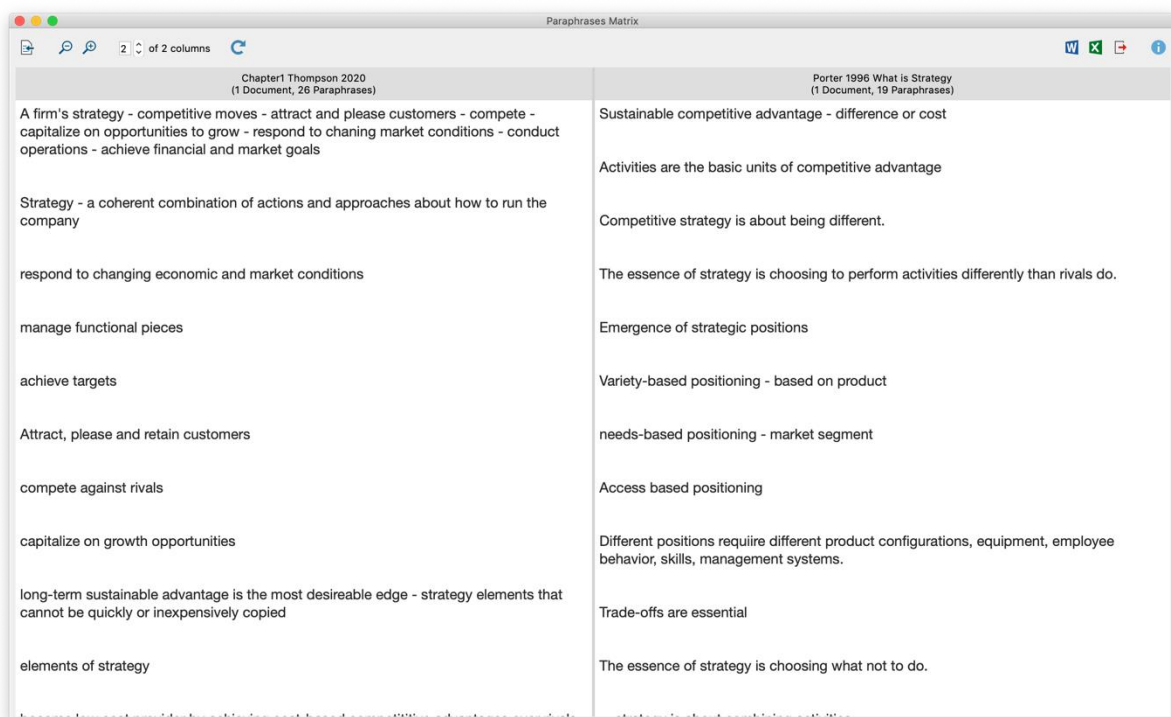 Paraphrases Matrix
2 of 2 columns
Chapter1 Thompson 2020
(1 Document, 26 Paraphrases)
A firm's strategy - competitive moves - attract and please customers - compete -
capitalize on opportunities to grow - respond to chaning market conditions - conduct
operations - achieve financial and market goals
Strategy - a coherent combination of actions and approaches about how to run the
company
respond to changing economic and market conditions
manage functional pieces
achieve targets
Attract, please and retain customers
compete against rivals
capitalize on growth opportunities
long-term sustainable advantage is the most desireable edge - strategy elements that
cannot be quickly or inexpensively copied
elements of strategy
Porter 1996 What is Strategy
(1 Document, 19 Paraphrases)
Sustainable competitive advantage - difference or cost
Activities are the basic units of competitive advantage
Competitive strategy is about being different.
The essence of strategy is choosing to perform activities differently than rivals do.
Emergence of strategic positions
Variety-based positioning - based on product
needs-based positioning - market segment
Access based positioning
Different positions requiire different product configurations, equipment, employee
behavior, skills, management systems.
Trade-offs are essential
The essence of strategy is choosing what not to do.